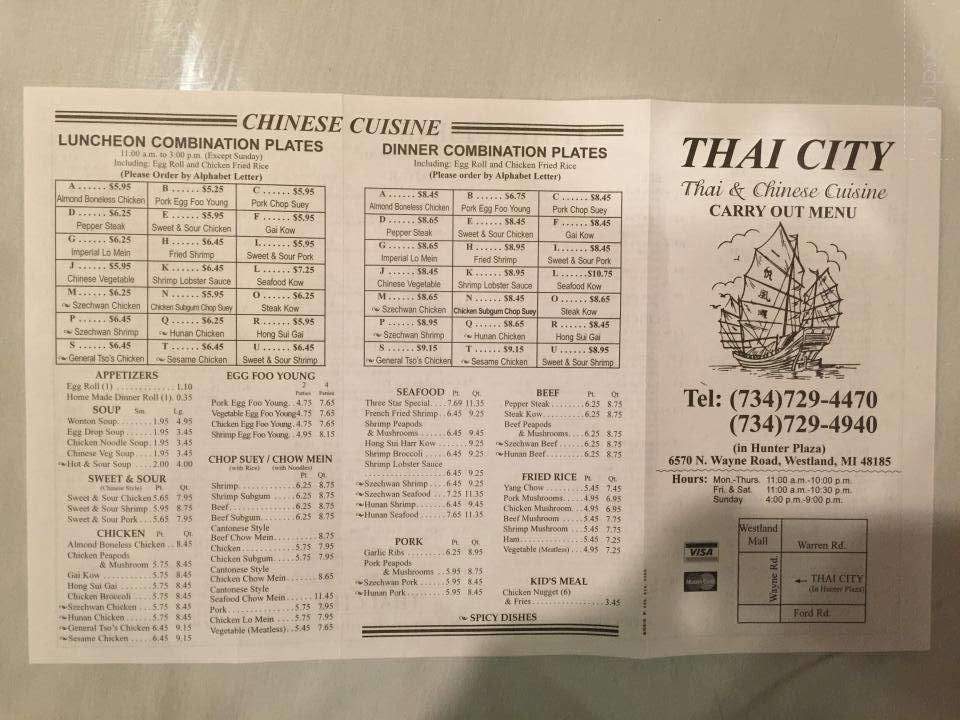 CHINESE CUISINE
LUNCHEON COMBINATION PLATES
11:00 a.m. to 3:00 p.m. (Except Sunday)
Including: Egg Roll and Chicken Fried Rice
(Please Order by Alphabet Letter)
A ...... $5.95 B ...... $5.25 C ...... $5.95
Almond Boneless Chicken Pork Egg Foo Young Pork Chop Suey
D ...... $6.25 E ...... $5.95 F ...... $5.95
Pepper Steak Sweet & Sour Chicken Gai Kow
G ...... $6.25 H ...... $6.45 I ...... $5.95
Imperial Lo Mein Fried Shrimp Sweet & Sour Pork
J ...... $5.95 K ...... $6.45 L ...... $7.25
Chinese Vegetable Shrimp Lobster Sauce Seafood Kow
M ...... $6.25 N ...... $5.95 O ...... $6.25
Szechwan Chicken Chicken Subgum Chop Suey Steak Kow
P ...... $6.45 Q ...... $6.25 R ...... $5.95
Szechwan Shrimp Hunan Chicken Hong Sui Gai
S ...... $6.45 T ...... $6.45 U ...... $6.45
General Tso's Chicken Sesame Chicken Sweet & Sour Shrimp
APPETIZERS
Egg Roll (1) .............. 1.10
Home Made Dinner Roll (1). 0.35
SOUP Sm. Lg.
Wonton Soup........1.95 4.95
Egg Drop Soup .....1.95 3.45
Chicken Noodle Soup.1.95 3.45
Chinese Veg Soup ...1.95 3.45
Hot & Sour Soup ....2.00 4.00
SWEET & SOUR
(Chinese Style) Pt. Qt.
Sweet & Sour Chicken 5.65 7.95
Sweet & Sour Shrimp 5.95 8.95
Sweet & Sour Pork ...5.65 7.95
CHICKEN Pt. Qt.
Almond Boneless Chicken .. 8.45
Chicken Peapods
& Mushroom 5.75 8.45
Gai Kow ............5.75 8.45
Hong Sui Gai .......5.75 8.45
Chicken Broccoli ....5.75 8.45
Szechwan Chicken ...5.75 8.45
Hunan Chicken ......5.75 8.45
General Tso's Chicken 6.45 9.15
Sesame Chicken ....6.45 9.15
EGG FOO YOUNG
2 4
Patties Patties
Pork Egg Foo Young..4.75 7.65
Vegetable Egg Foo Young 4.75 7.65
Chicken Egg Foo Young.4.75 7.65
Shrimp Egg Foo Young..4.95 8.15
CHOP SUEY / CHOW MEIN
(with Rice) (with Noodles)
Pt. Qt.
Shrimp.............6.25 8.75
Shrimp Subgum .....6.25 8.75
Beef...............6.25 8.75
Beef Subgum........6.25 8.75
Cantonese Style
Beef Chow Mein ..........8.75
Chicken ............5.75 7.95
Chicken Subgum.....5.75 7.95
Cantonese Style
Chicken Chow Mein .......8.65
Cantonese Style
Seafood Chow Mein ......11.45
Pork ...............5.75 7.95
Chicken Lo Mein ....5.75 7.95
Vegetable (Meatless)...5.45 7.65
DINNER COMBINATION PLATES
Including: Egg Roll and Chicken Fried Rice
(Please order by Alphabet Letter)
A ...... $8.45 B ...... $6.75 C ...... $8.45
Almond Boneless Chicken Pork Egg Foo Young Pork Chop Suey
D ...... $8.65 E ...... $8.45 F ...... $8.45
Pepper Steak Sweet & Sour Chicken Gai Kow
G ...... $8.65 H ...... $8.95 I ...... $8.45
Imperial Lo Mein Fried Shrimp Sweet & Sour Pork
J ...... $8.45 K ...... $8.95 L ......$10.75
Chinese Vegetable Shrimp Lobster Sauce Seafood Kow
M ...... $8.65 N ...... $8.45 O ...... $8.65
Szechwan Chicken Chicken Subgum Chop Suey Steak Kow
P ...... $8.95 Q ...... $8.65 R ...... $8.45
Szechwan Shrimp Hunan Chicken Hong Sui Gai
S ...... $9.15 T ...... $9.15 U ...... $8.95
General Tso's Chicken Sesame Chicken Sweet & Sour Shrimp
SEAFOOD Pt. Qt.
Three Star Special....7.69 11.35
French Fried Shrimp ..6.45 9.25
Shrimp Peapods
& Mushrooms......6.45 9.45
Hong Sui Harr Kow .......9.25
Shrimp Broccoli .....6.45 9.25
Shrimp Lobster Sauce
..............6.45 9.25
Szechwan Shrimp ....6.45 9.25
Szechwan Seafood ...7.25 11.35
Hunan Shrimp .......6.45 9.45
Hunan Seafood ......7.65 11.35
PORK Pt. Qt.
Garlic Ribs .........6.25 8.95
Pork Peapods
& Mushrooms ....5.95 8.75
Szechwan Pork .....5.95 8.45
Hunan Pork ........5.95 8.45
BEEF Pt. Qt.
Pepper Steak........6.25 8.75
Steak Kow..........6.25 8.75
Beef Peapods
& Mushrooms.....6.25 8.75
Szechwan Beef .....6.25 8.75
Hunan Beef ........6.25 8.75
FRIED RICE Pt. Qt.
Yang Chow .........5.45 7.45
Pork Mushrooms.....4.95 6.95
Chicken Mushroom...4.95 6.95
Beef Mushroom .....5.45 7.75
Shrimp Mushroom ...5.45 7.75
Ham...............5.45 7.75
Vegetable (Meatless) ...4.95 7.25
KID'S MEAL
Chicken Nugget (6)
& Fries ................3.45
SPICY DISHES
THAI CITY
Thai & Chinese Cuisine
CARRY OUT MENU
Tel: (734)729-4470
(734)729-4940
(in Hunter Plaza)
6570 N. Wayne Road, Westland, MI 48185
Hours: Mon.-Thurs. 11:00 a.m.-10:00 p.m.
Fri. & Sat. 11:00 a.m.-10:30 p.m.
Sunday 4:00 p.m.-9:00 p.m.
VISA
MasterCard
Westland
Mall
Warren Rd.
Wayne Rd.
THAI CITY
(In Hunter Plaza)
Ford Rd.